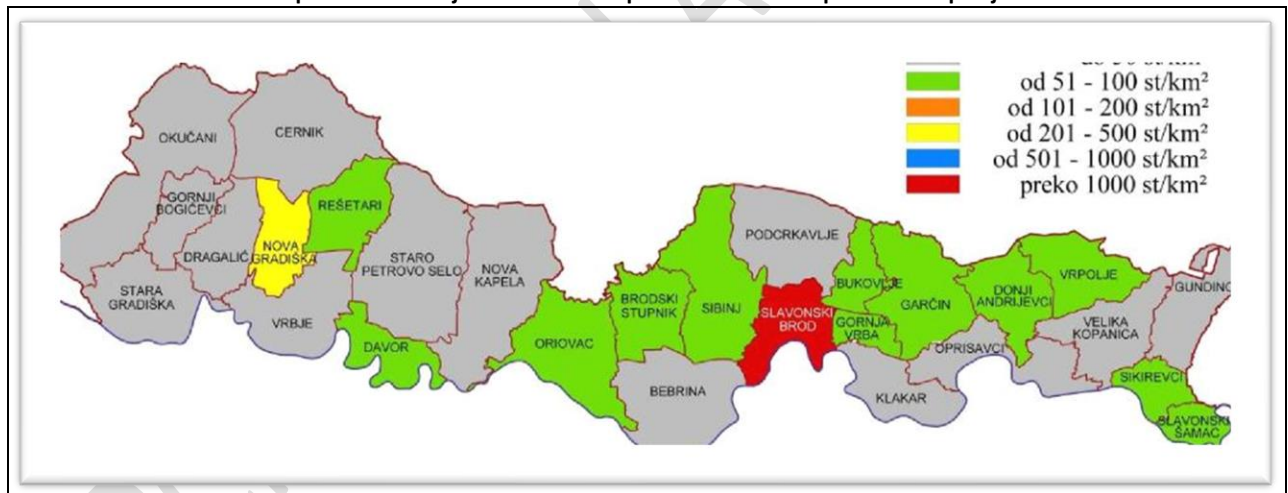 od 51 - 100 st/km²
od 101 - 200 st/km²
od 201 - 500 st/km²
od 501 - 1000 st/km²
preko 1000 st/km²
OKUČANI
CERNIK
GORNJI
BOGIĆEVCI
REŠETARI
DRAGALIĆ
NOVA
GRADIŠKA
STARO
PETROVO SELO
NOVA
KAPELA
STARA
GRADIŠKA
VRBJE
DAVOR
ORIOVAC
BRODSKI
STUPNIK
SIBINJ
BEBRINA
PODCRKAVLJE
SLAVONSKI
BROD
BUKOVLJE
GORNJA
VRBA
GARČIN
KLAKAR
OPRISAVCI
DONJI
ANDRIJEVCI
VRPOLJE
VELIKA
KOPANICA
GUNDINC
SIKIREVCI
SLAVONSKI
ŠAMAC